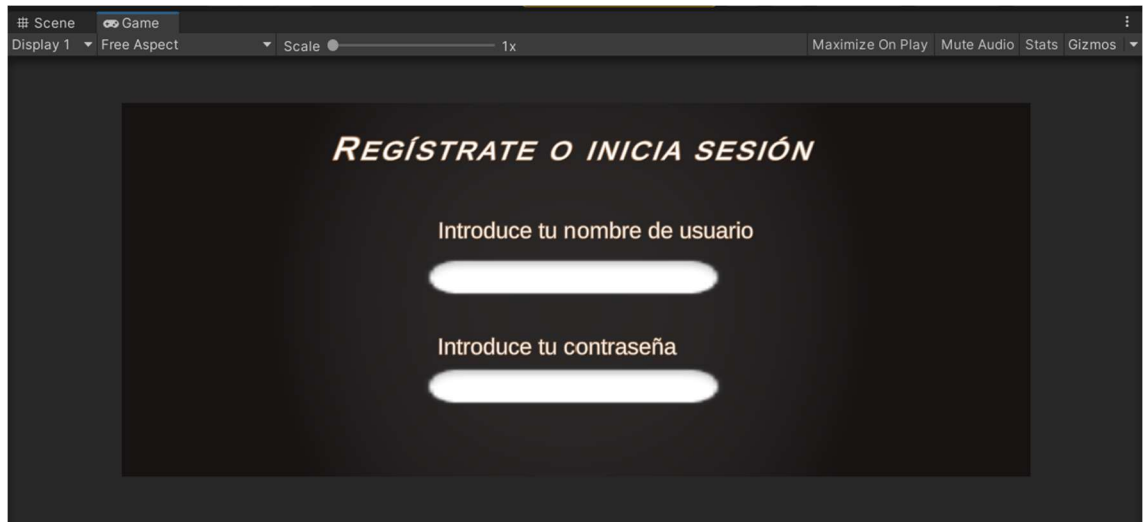 Scene Game
Display 1 Free Aspect Scale 1x Maximize On Play Mute Audio Stats Gizmos
REGÍSTRATE O INICIA SESIÓN
Introduce tu nombre de usuario
Introduce tu contraseña